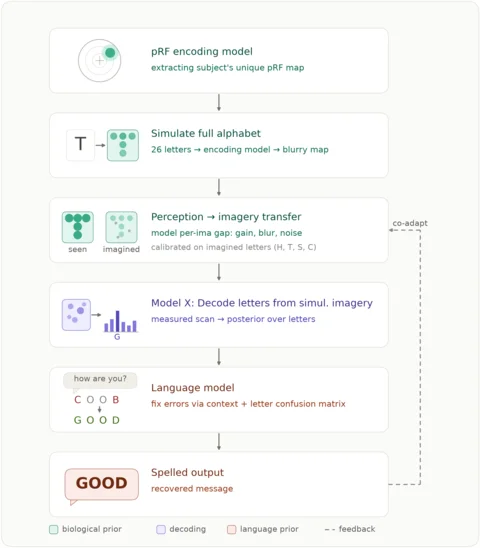 pRF encoding model
extracting subject's unique pRF map
T
Simulate full alphabet
26 letters → encoding model → blurry map
Perception → imagery transfer
model per-ima gap: gain, blur, noise
calibrated on imagined letters (H, T, S, C)
seen
imagined
co-adapt
Model X: Decode letters from simul. imagery
measured scan → posterior over letters
G
how are you?
C O O B
G O O D
Language model
fix errors via context + letter confusion matrix
GOOD
Spelled output
recovered message
biological prior
decoding
language prior
feedback